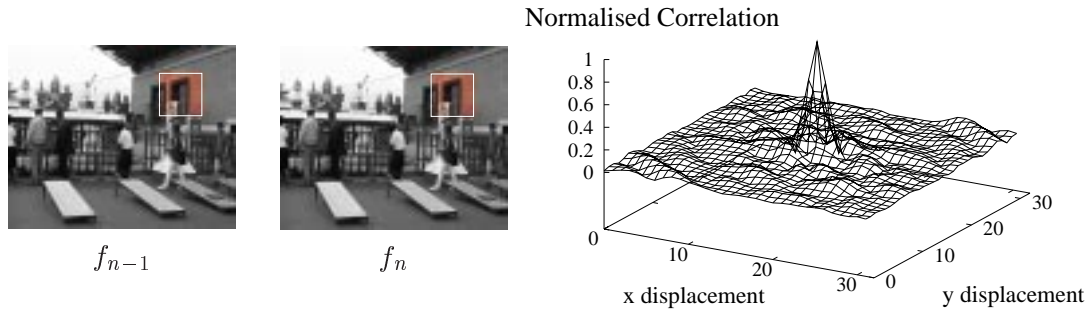 Normalised Correlation
f_{n-1}
f_n
1
0.8
0.6
0.4
0.2
0
0
10
20
30
x displacement
0
10
20
30
y displacement